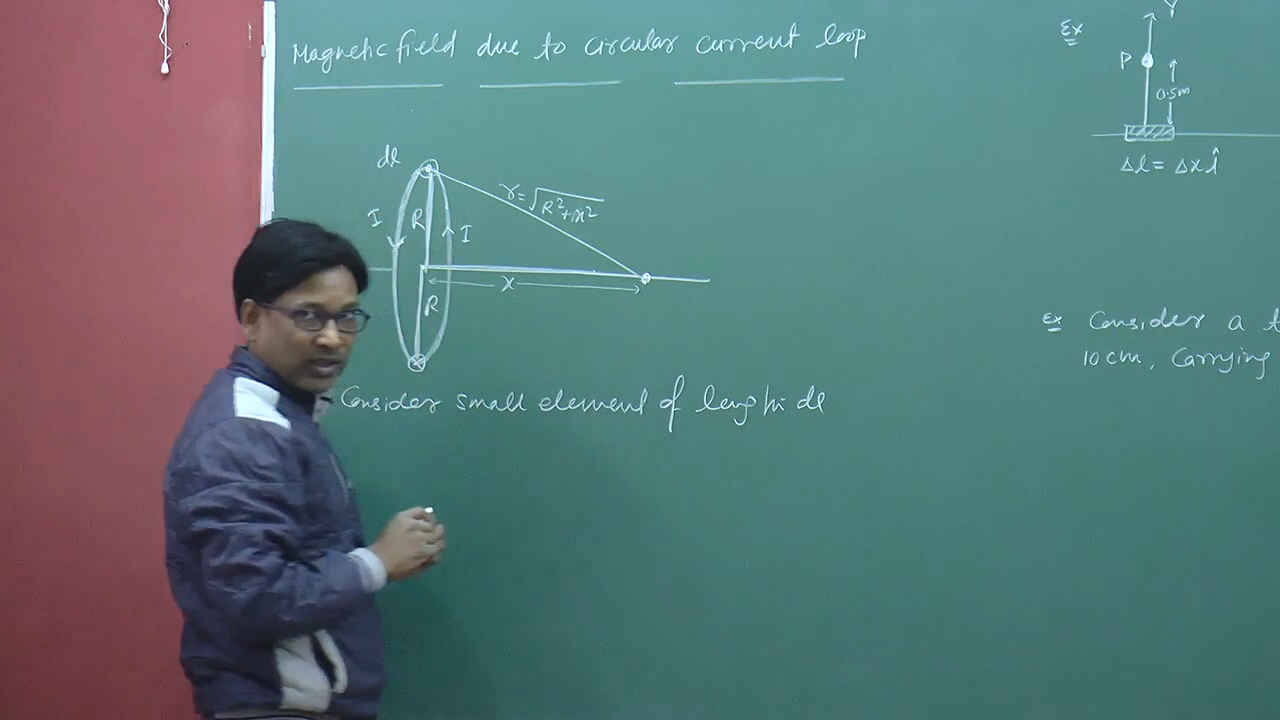 Magnetic field due to circular current loop
dl
I
R
I
r=√R²+x²
x
R
Consider small element of length dl
Ex
Y
P
0.5m
Δl = Δx î
Ex Consider a
10 cm, Carrying